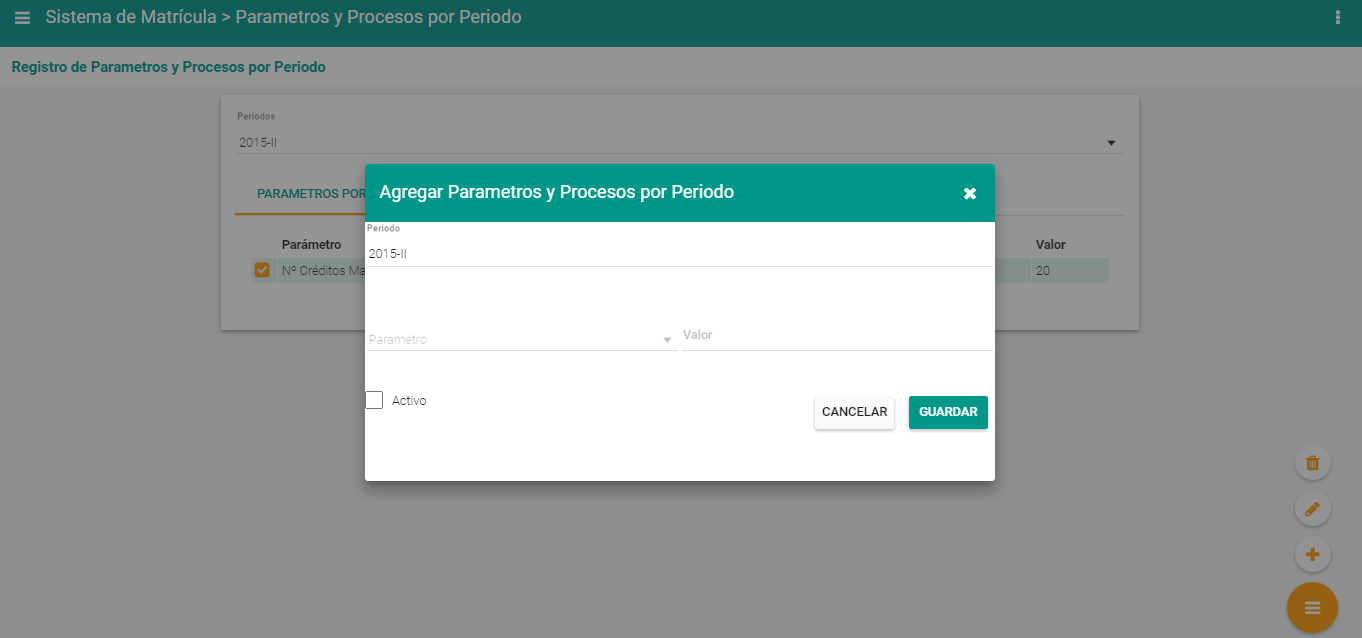 Sistema de Matrícula > Parametros y Procesos por Periodo
Registro de Parametros y Procesos por Periodo
Periodos
2015-II
PARAMETROS POR
Agregar Parametros y Procesos por Periodo
Periodo
2015-II
Parámetro
Valor
Nº Créditos Ma
20
Parametro
Valor
Activo
CANCELAR
GUARDAR